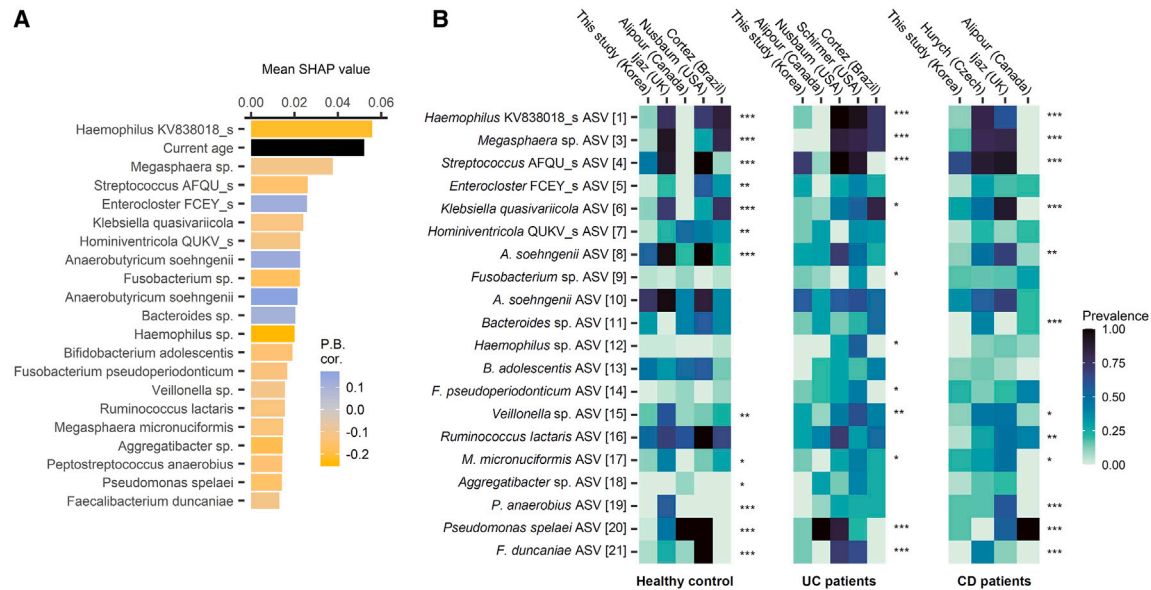 A
Mean SHAP value
0.00 0.02 0.04 0.06
Haemophilus KV838018_s
Current age
Megasphaera sp.
Streptococcus AFQU_s
Enterocloster FCEY_s
Klebsiella quasivariicola
Hominiventricola QUKV_s
Anaerobutyricum soehngenii
Fusobacterium sp.
Anaerobutyricum soehngenii
Bacteroides sp.
Haemophilus sp.
Bifidobacterium adolescentis
Fusobacterium pseudoperiodonticum
Veillonella sp.
Ruminococcus lactaris
Megasphaera micronuciformis
Aggregatibacter sp.
Peptostreptococcus anaerobius
Pseudomonas spelaei
Faecalibacterium duncaniae
P.B.
cor.
0.1
0.0
-0.1
-0.2
B
This study (Korea)
Ijaz (UK)
Alipour (Canada)
Nusbaum (USA)
Cortez (Brazil)
This study (Korea)
Alipour (Canada)
Nusbaum (USA)
Schirmer (USA)
Cortez (Brazil)
This study (Korea)
Hurych (Czech)
Ijaz (UK)
Alipour (Canada)
Haemophilus KV838018_s ASV [1] *** *** ***
Megasphaera sp. ASV [3] *** *** ***
Streptococcus AFQU_s ASV [4] *** *** ***
Enterocloster FCEY_s ASV [5] **
Klebsiella quasivariicola ASV [6] *** * ***
Hominiventricola QUKV_s ASV [7] **
A. soehngenii ASV [8] *** **
Fusobacterium sp. ASV [9] *
A. soehngenii ASV [10]
Bacteroides sp. ASV [11] ***
Haemophilus sp. ASV [12] *
B. adolescentis ASV [13]
F. pseudoperiodonticum ASV [14] *
Veillonella sp. ASV [15] ** ** *
Ruminococcus lactaris ASV [16] **
M. micronuciformis ASV [17] * * *
Aggregatibacter sp. ASV [18] *
P. anaerobius ASV [19] *** ***
Pseudomonas spelaei ASV [20] *** *** ***
F. duncaniae ASV [21] *** *** ***
Healthy control
UC patients
CD patients
Prevalence
1.00
0.75
0.50
0.25
0.00